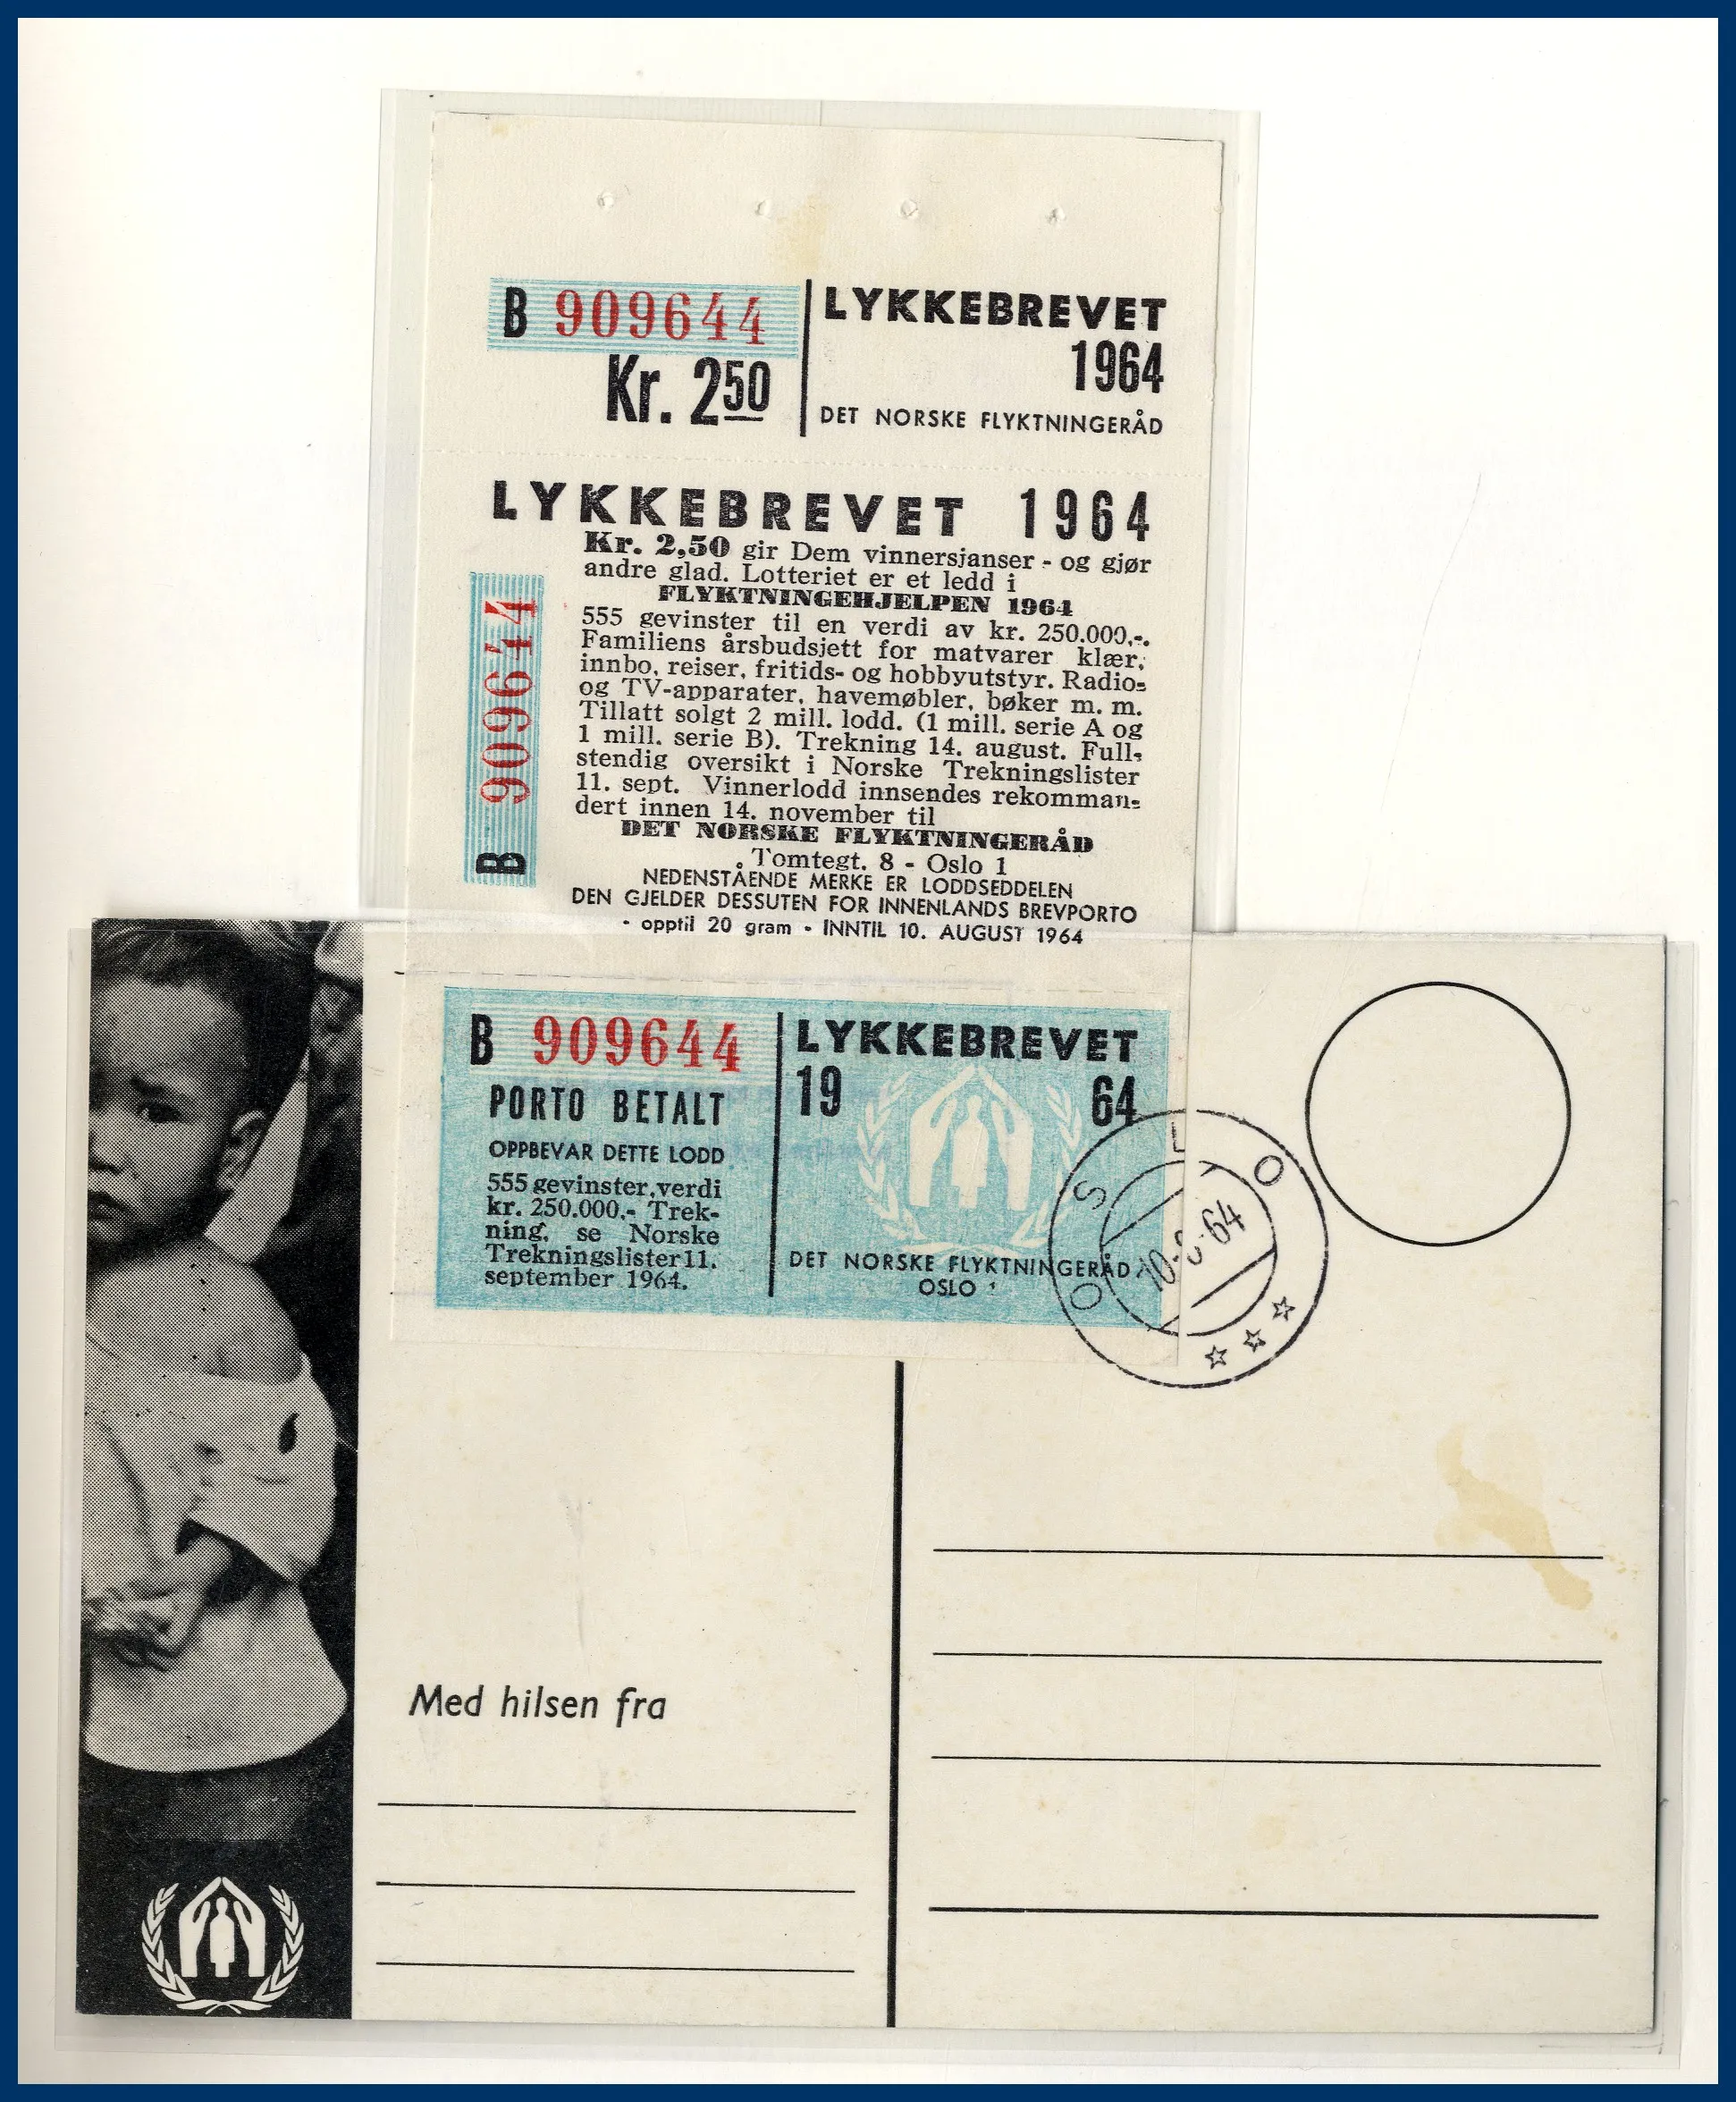 B 909644
Kr. 250
LYKKEBREVET
1964
DET NORSKE FLYKTNINGERÅD
LYKKEBREVET 1964
Kr. 2,50 gir Dem vinnersjanser - og gjør
andre glad. Lotteriet er et ledd i
FLYKTNINGEHJELPEN 1964
555 gevinster til en verdi av kr. 250.000,-.
Familiens årsbudsjett for matvarer klær,
innbo, reiser, fritids- og hobbyutstyr. Radio-
og TV-apparater, havemøbler, bøker m. m.
Tillatt solgt 2 mill. lodd. (1 mill. serie A og
1 mill. serie B). Trekning 14. august. Full-
stendig oversikt i Norske Trekningslister
11. sept. Vinnerlodd innsendes rekomman-
dert innen 14. november til
DET NORSKE FLYKTNINGERÅD
Tomtegt. 8 - Oslo 1
NEDENSTÅENDE MERKE ER LODDSEDDELEN
DEN GJELDER DESSUTEN FOR INNENLANDS BREVPORTO
- opptil 20 gram - INNTIL 10. AUGUST 1964
B 909644
B 909644
PORTO BETALT
OPPBEVAR DETTE LODD
555 gevinster, verdi
kr. 250.000,- Trek-
ning, se Norske
Trekningslister 11.
september 1964.
LYKKEBREVET
19 64
DET NORSKE FLYKTNINGERÅD
OSLO 1
OSLO
10-8-64
Med hilsen fra